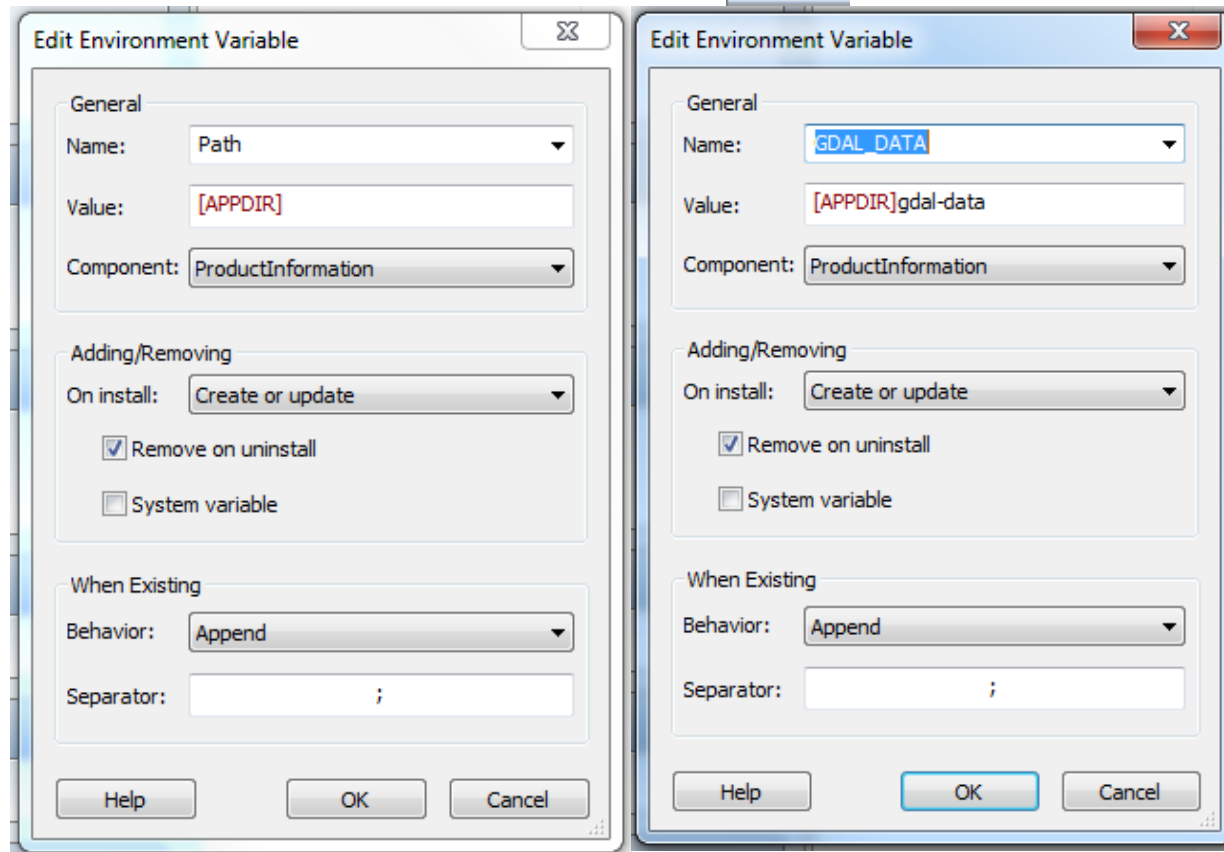 Edit Environment Variable
General
Name: Path
Value: [APPDIR]
Component: ProductInformation
Adding/Removing
On install: Create or update
Remove on uninstall
System variable
When Existing
Behavior: Append
Separator: ;
Help OK Cancel
Edit Environment Variable
General
Name: GDAL_DATA
Value: [APPDIR]gdal-data
Component: ProductInformation
Adding/Removing
On install: Create or update
Remove on uninstall
System variable
When Existing
Behavior: Append
Separator: ;
Help OK Cancel